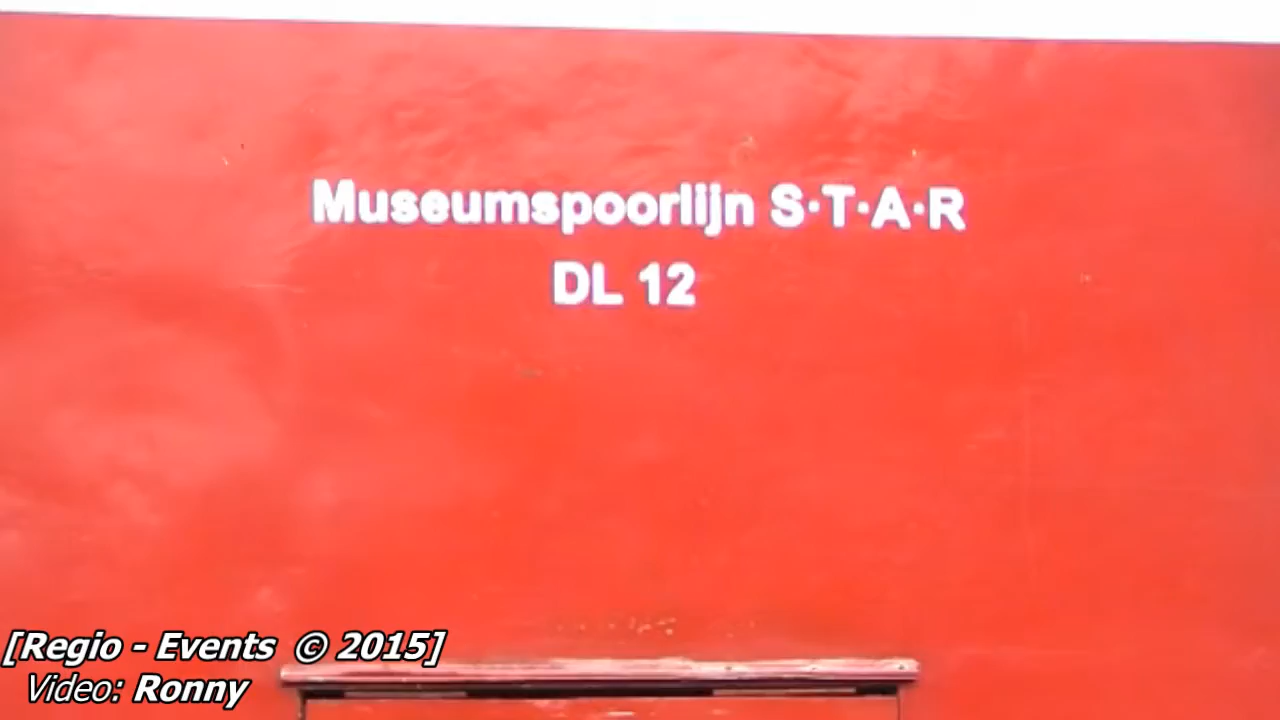 Museumspoorlijn S·T·A·R
DL 12
[Regio - Events © 2015]
Video: Ronny